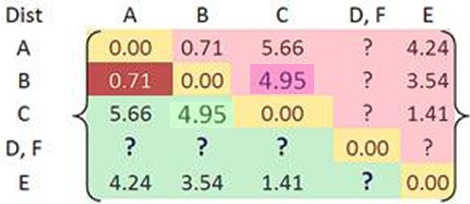 Dist A B C D, F E
A 0.00 0.71 5.66 ? 4.24
B 0.71 0.00 4.95 ? 3.54
C 5.66 4.95 0.00 ? 1.41
D, F ? ? ? 0.00 ?
E 4.24 3.54 1.41 ? 0.00